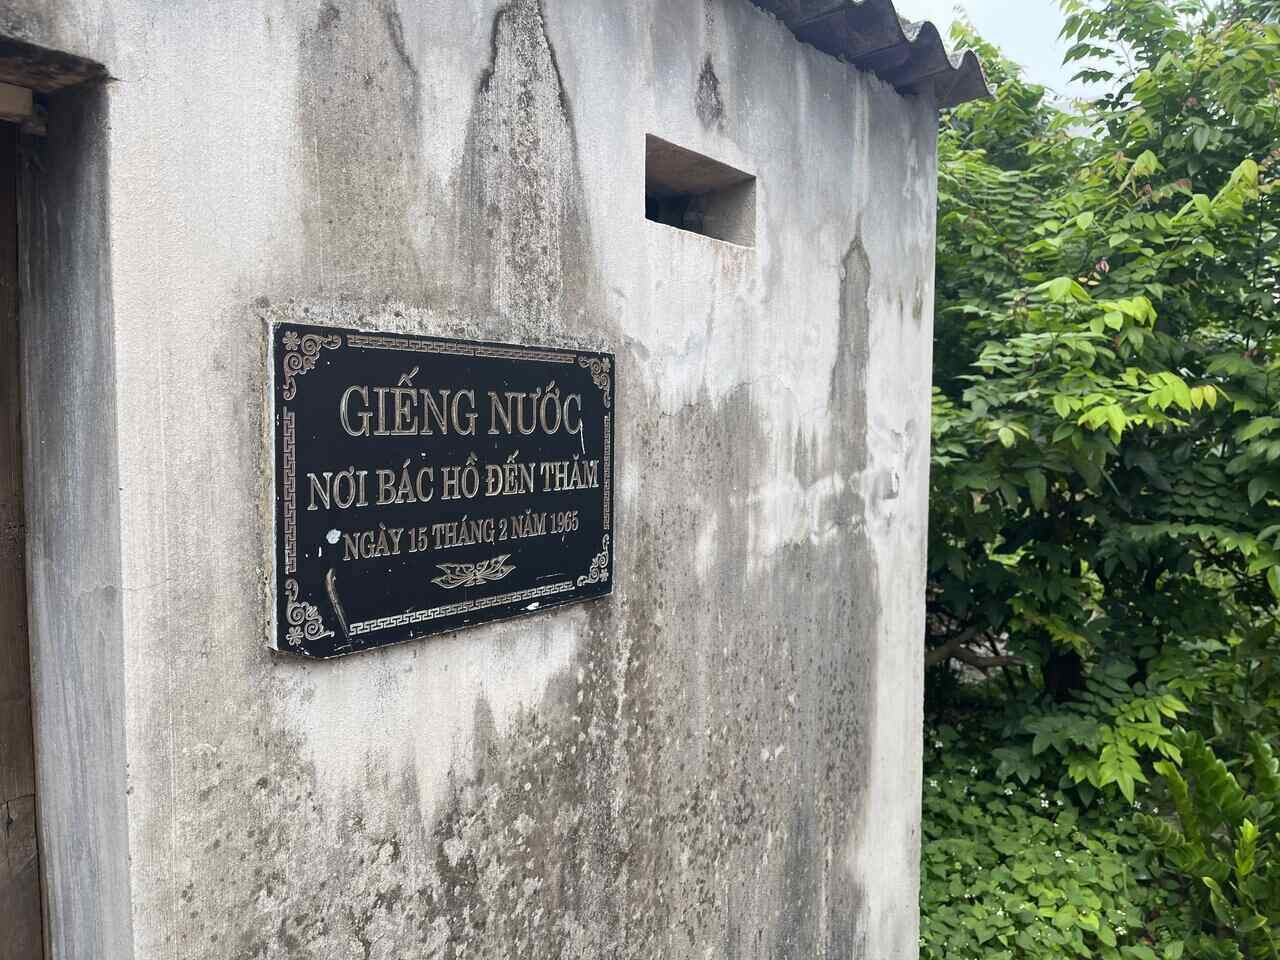 GIẾNG NƯỚC
NƠI BÁC HỒ ĐẾN THĂM
NGÀY 15 THÁNG 2 NĂM 1965